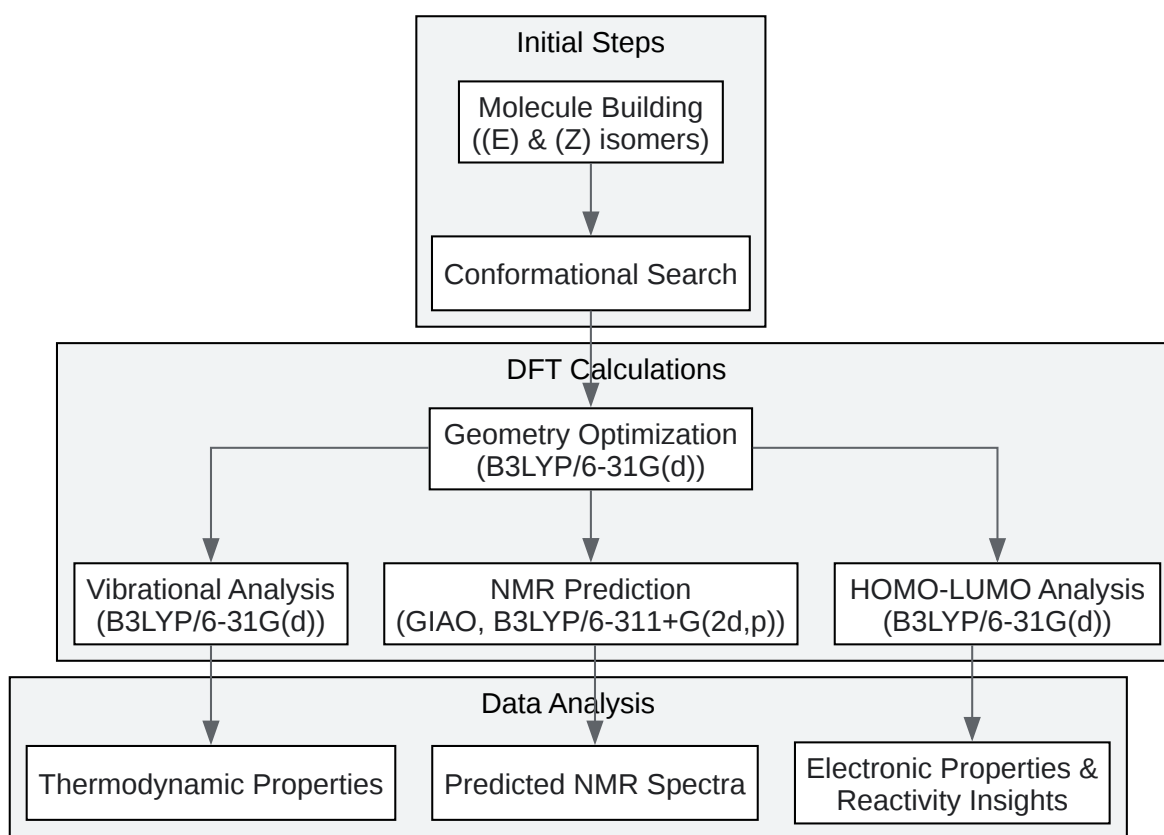 Initial Steps
Molecule Building
((E) & (Z) isomers)
Conformational Search
DFT Calculations
Geometry Optimization
(B3LYP/6-31G(d))
Vibrational Analysis
(B3LYP/6-31G(d))
NMR Prediction
(GIAO, B3LYP/6-311+G(2d,p))
HOMO-LUMO Analysis
(B3LYP/6-31G(d))
Data Analysis
Thermodynamic Properties
Predicted NMR Spectra
Electronic Properties &
Reactivity Insights